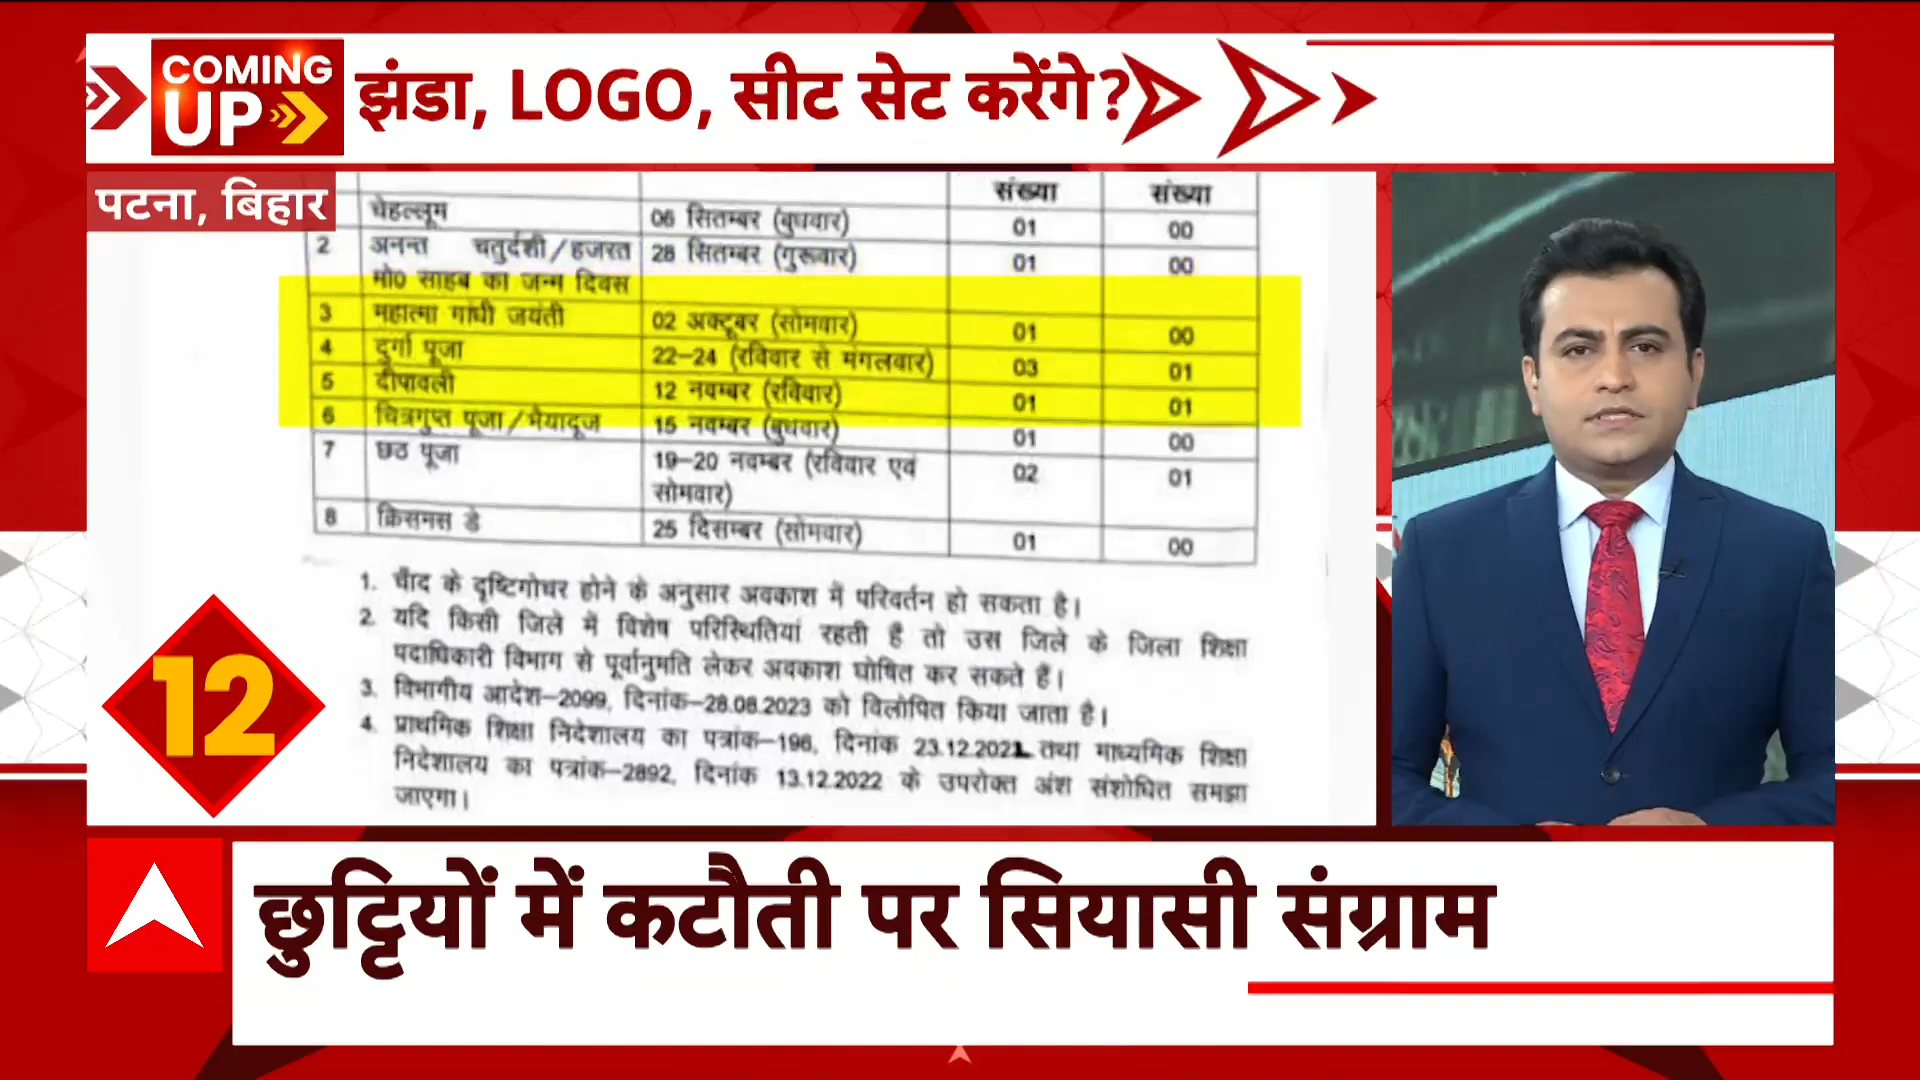 COMING UP
झंडा, LOGO, सीट सेट करेंगे?
पटना, बिहार
संख्या संख्या
चेहल्लूम 06 सितम्बर (बुधवार) 01 00
2 अनन्त चतुर्दशी/हजरत मो0 साहब का जन्म दिवस 28 सितम्बर (गुरूवार) 01 00
3 महात्मा गांधी जयंती 02 अक्टूबर (सोमवार) 01 00
4 दुर्गा पूजा 22-24 (रविवार से मंगलवार) 03 01
5 दीपावली 12 नवम्बर (रविवार) 01 01
6 चित्रगुप्त पूजा/भैयादूज 15 नवम्बर (बुधवार) 01 00
7 छठ पूजा 19-20 नवम्बर (रविवार एवं सोमवार) 02 01
8 क्रिसमस डे 25 दिसम्बर (सोमवार) 01 00
1. चाँद के दृष्टिगोचर होने के अनुसार अवकाश में परिवर्तन हो सकता है।
2. यदि किसी जिले में विशेष परिस्थितियां रहती है तो उस जिले के जिला शिक्षा
पदाधिकारी विभाग से पूर्वानुमति लेकर अवकाश घोषित कर सकते हैं।
3. विभागीय आदेश-2099, दिनांक-28.08.2023 को विलोपित किया जाता है।
4. प्राथमिक शिक्षा निदेशालय का पत्रांक-196, दिनांक 23.12.2022 तथा माध्यमिक शिक्षा
निदेशालय का पत्रांक-2892, दिनांक 13.12.2022 के उपरोक्त अंश संशोधित समझा
जाएगा।
12
छुट्टियों में कटौती पर सियासी संग्राम